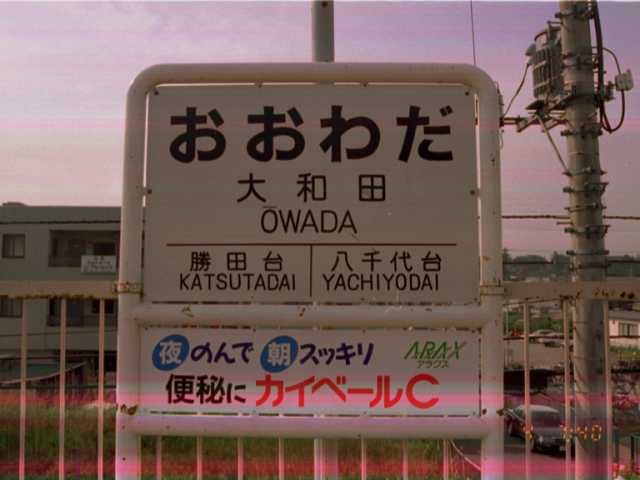 おおわだ
大和田
ŌWADA
勝田台 八千代台
KATSUTADAI YACHIYODAI
夜のんで 朝スッキリ ARAX
アラクス
便秘に カイベールC